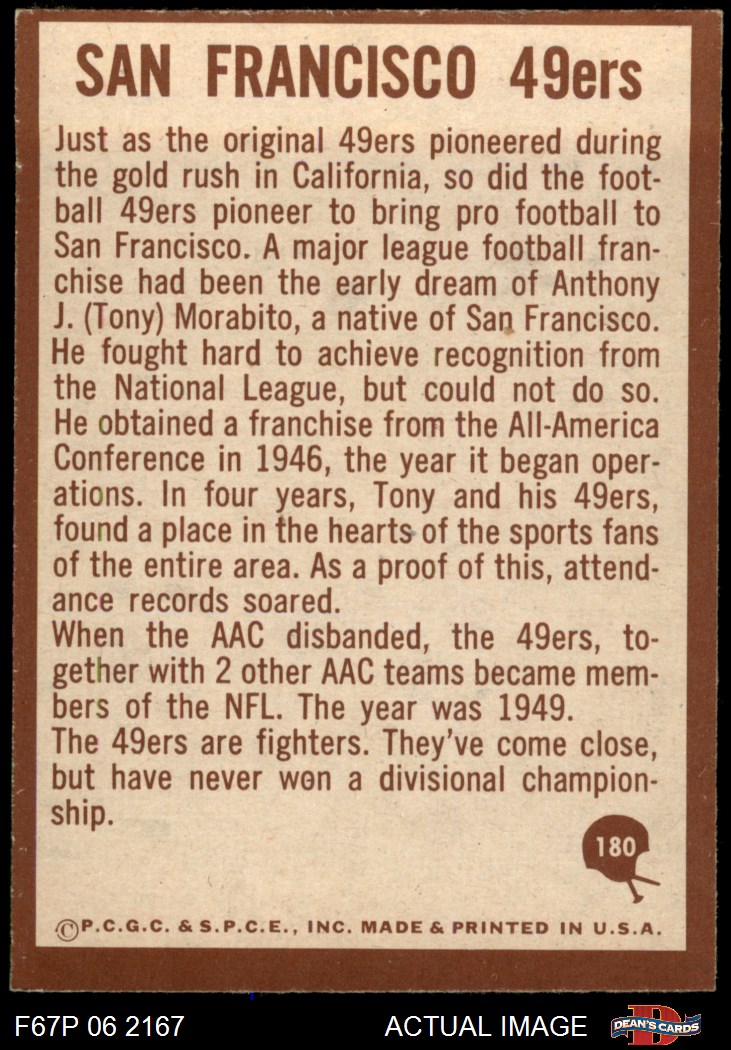 SAN FRANCISCO 49ers
Just as the original 49ers pioneered during
the gold rush in California, so did the foot-
ball 49ers pioneer to bring pro football to
San Francisco. A major league football fran-
chise had been the early dream of Anthony
J. (Tony) Morabito, a native of San Francisco.
He fought hard to achieve recognition from
the National League, but could not do so.
He obtained a franchise from the All-America
Conference in 1946, the year it began oper-
ations. In four years, Tony and his 49ers,
found a place in the hearts of the sports fans
of the entire area. As a proof of this, attend-
ance records soared.
When the AAC disbanded, the 49ers, to-
gether with 2 other AAC teams became mem-
bers of the NFL. The year was 1949.
The 49ers are fighters. They've come close,
but have never won a divisional champion-
ship.
180
©P.C.G.C. & S.P.C.E., INC. MADE & PRINTED IN U.S.A.
F67P 06 2167 ACTUAL IMAGE D DEAN'S CARDS